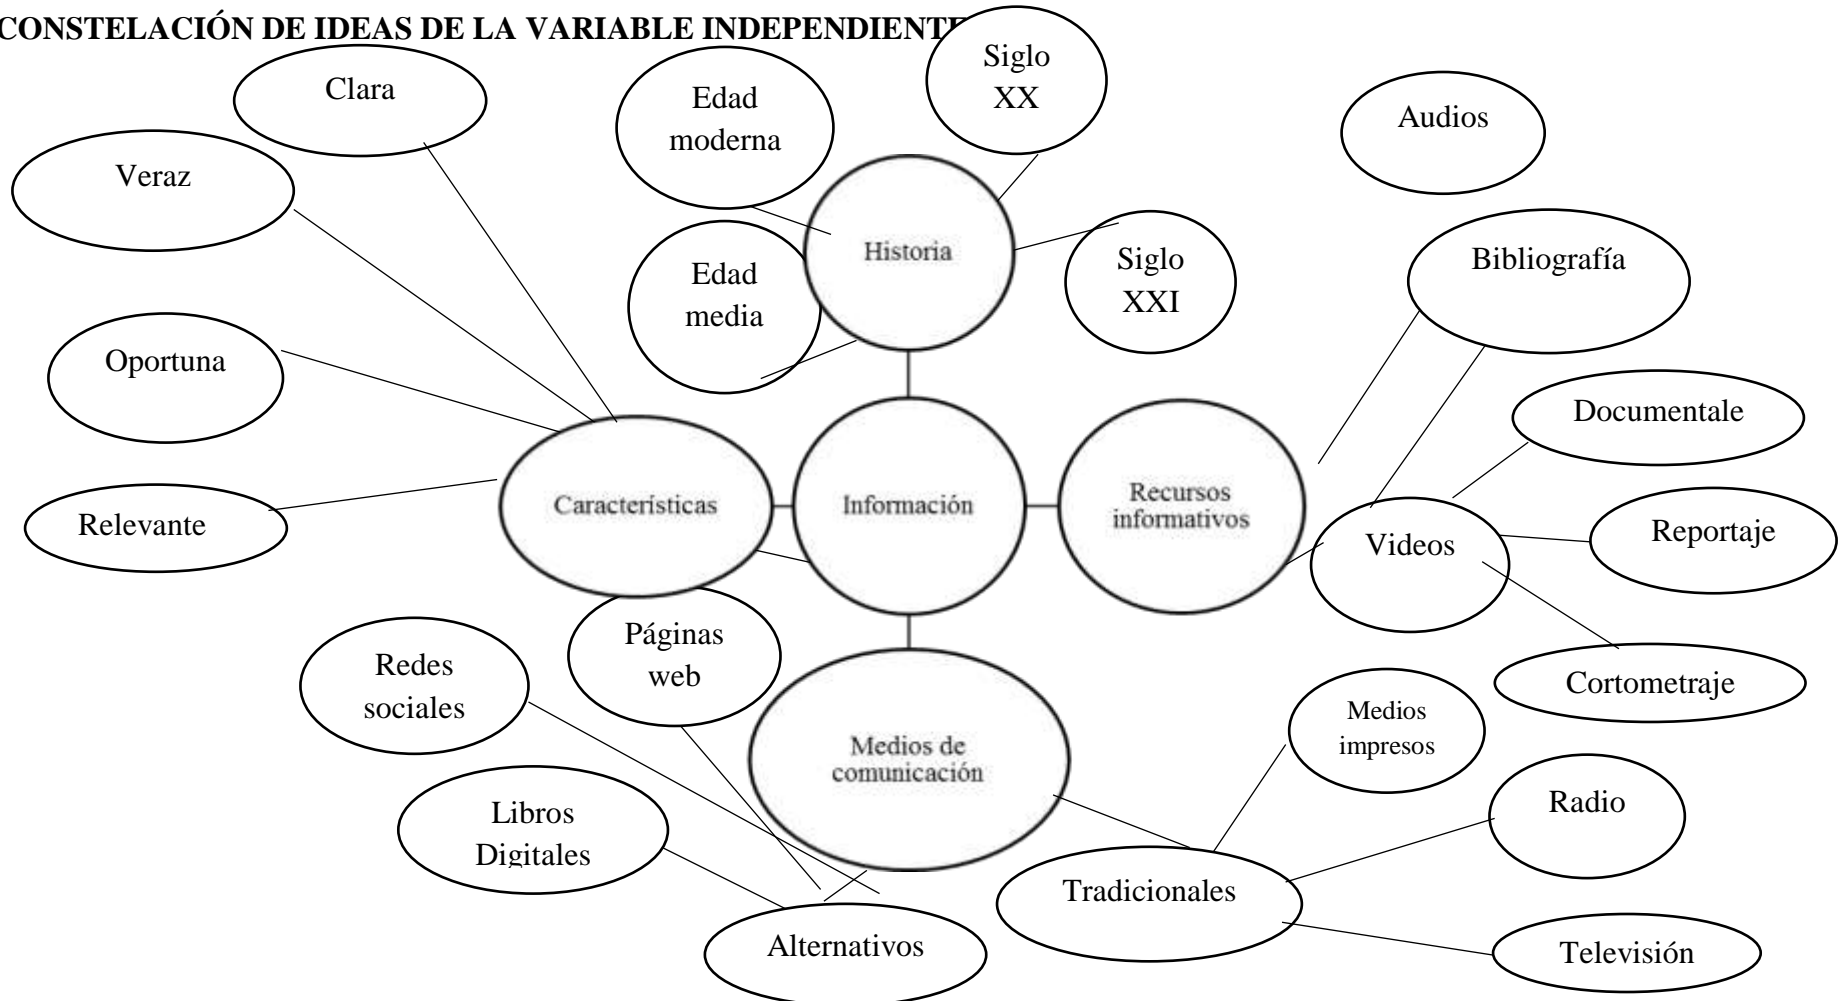 CONSTELACIÓN DE IDEAS DE LA VARIABLE INDEPENDIENTE
Clara
Veraz
Oportuna
Relevante
Edad
moderna
Siglo
XX
Edad
media
Historia
Siglo
XXI
Audios
Bibliografía
Documentale
Reportaje
Videos
Cortometraje
Características
Información
Recursos
informativos
Páginas
web
Redes
sociales
Libros
Digitales
Medios de
comunicación
Medios
impresos
Radio
Tradicionales
Televisión
Alternativos